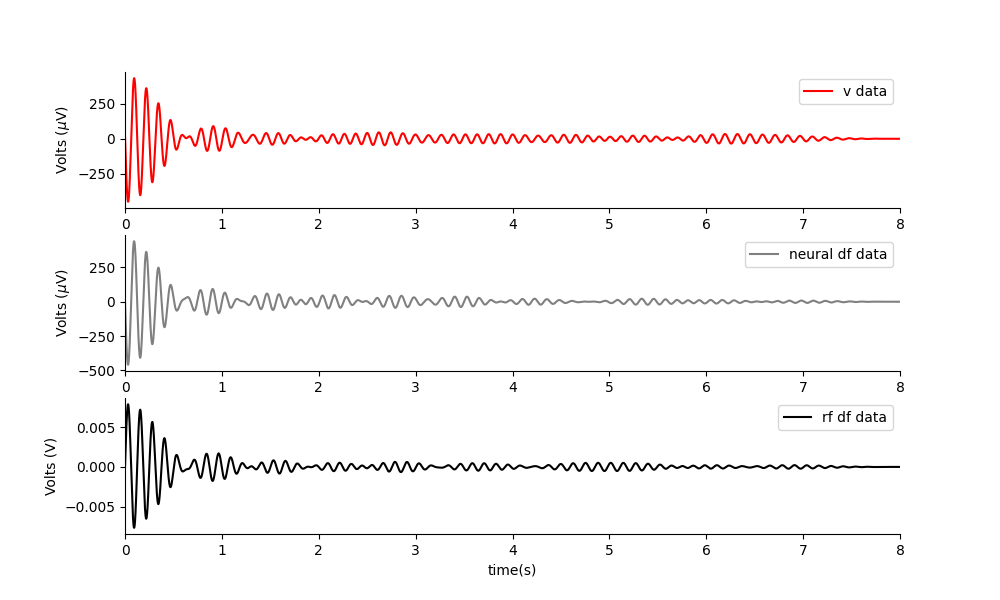 v data
Volts (µV)
250
0
−250
0 1 2 3 4 5 6 7 8
neural df data
Volts (µV)
250
0
−250
−500
0 1 2 3 4 5 6 7 8
rf df data
Volts (V)
0.005
0.000
−0.005
0 1 2 3 4 5 6 7 8
time(s)